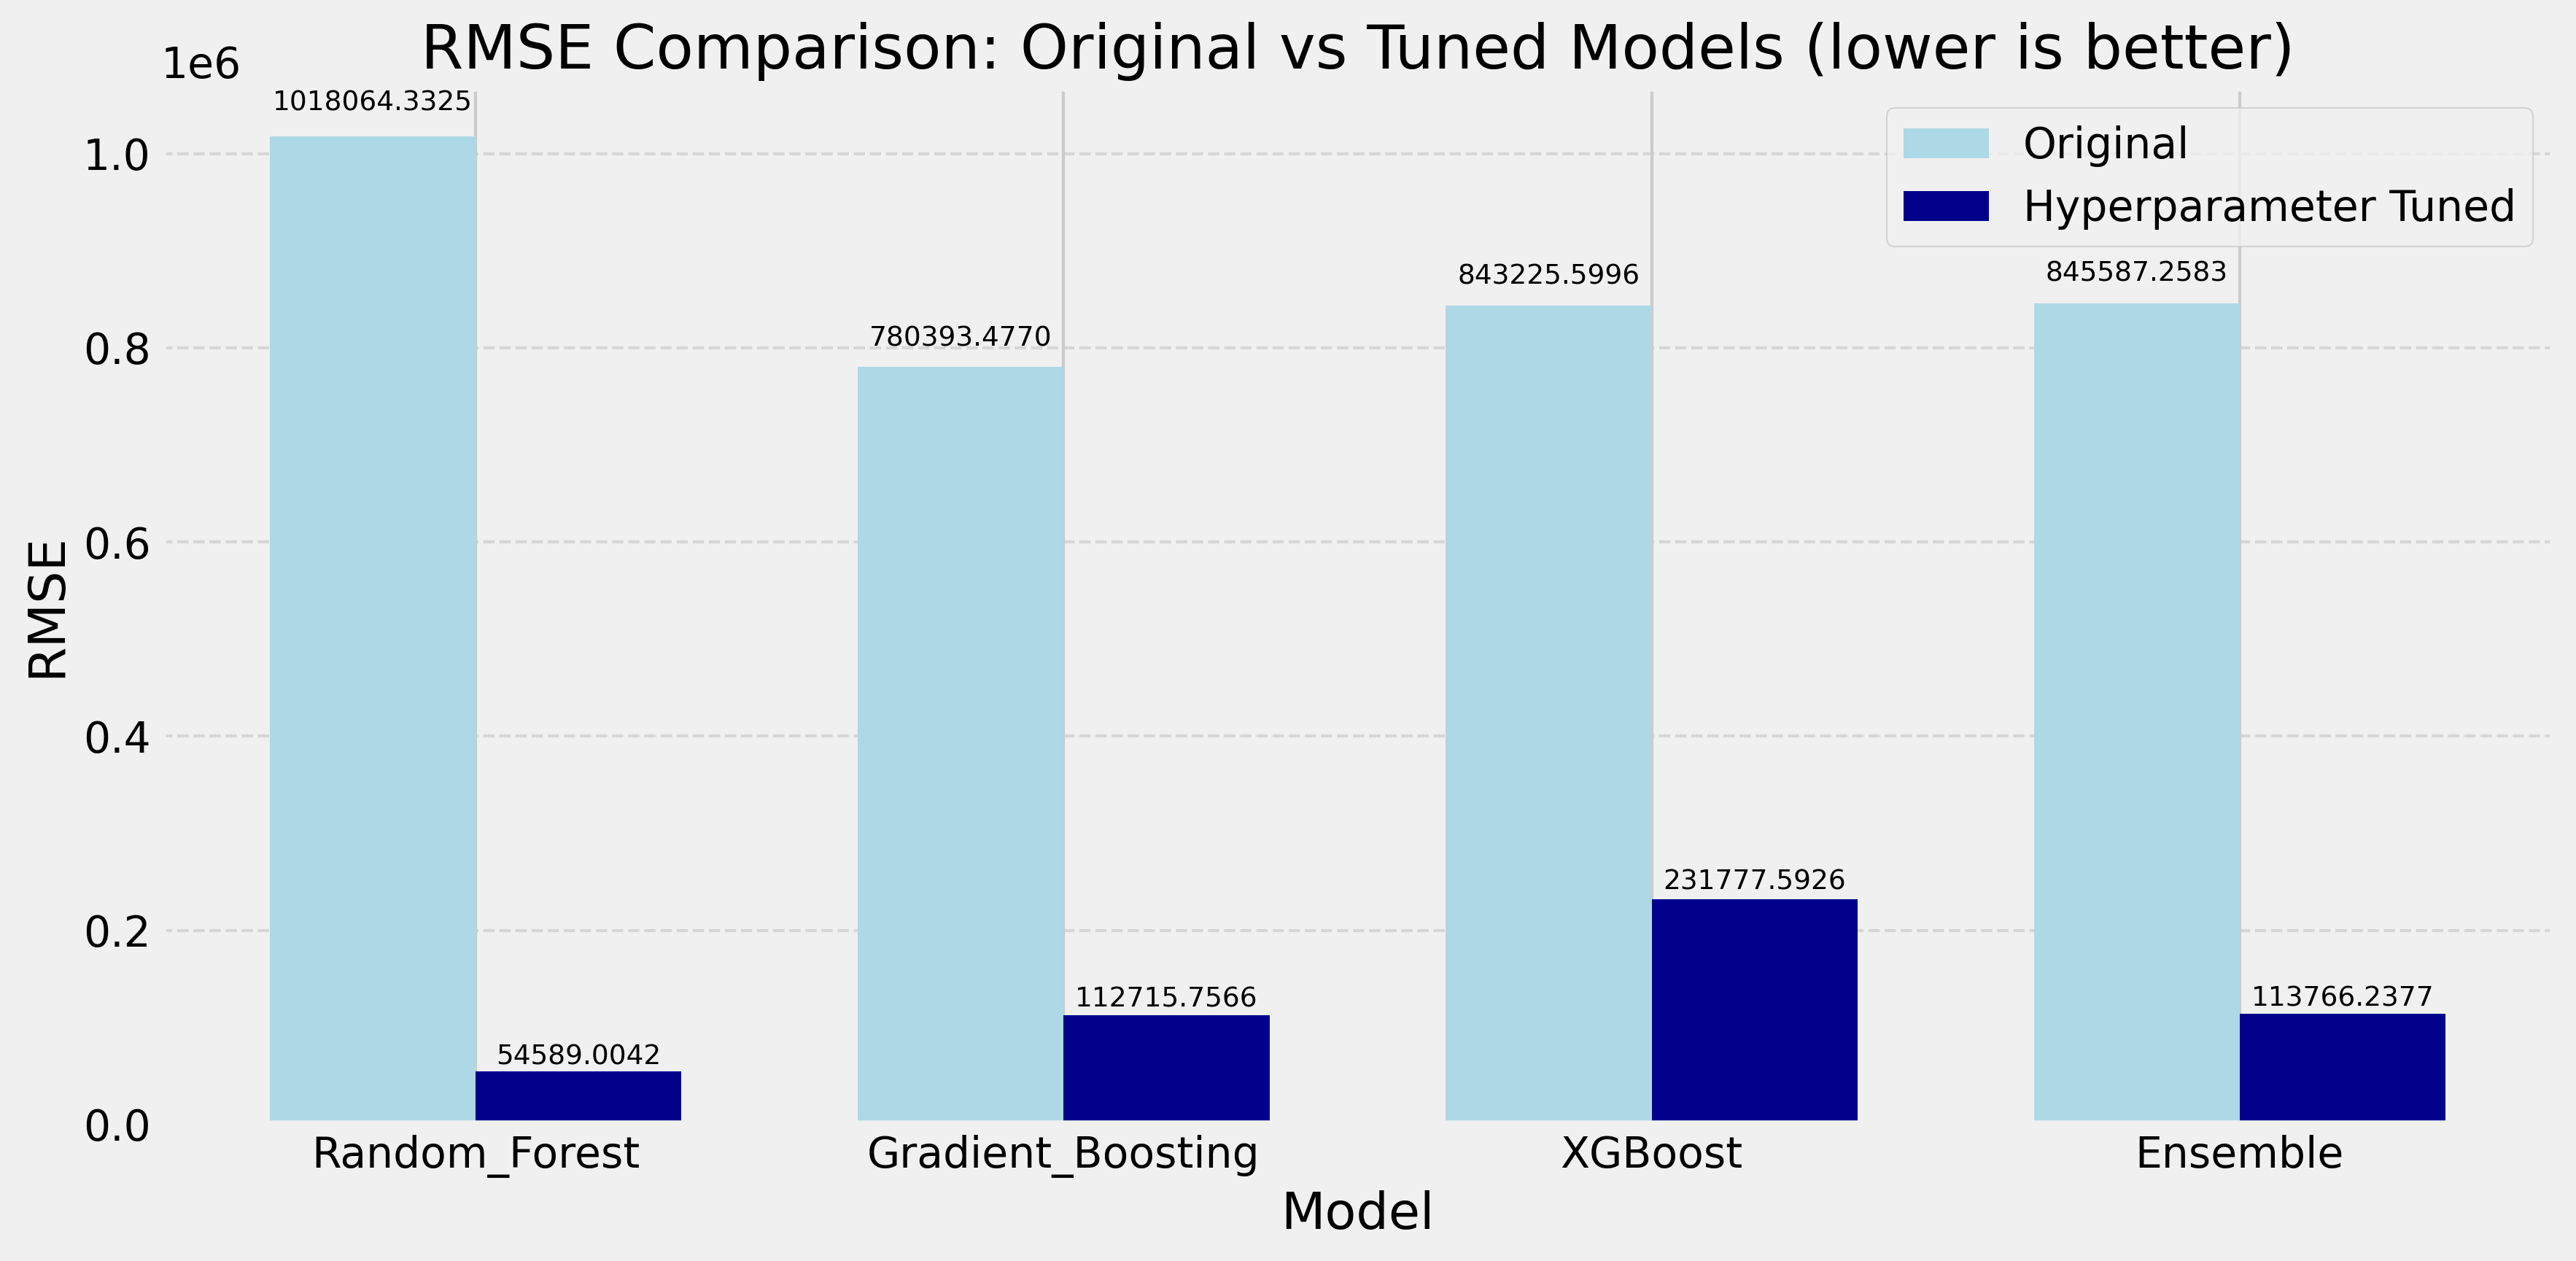 RMSE Comparison: Original vs Tuned Models (lower is better)
1e6
1018064.3325
Original
Hyperparameter Tuned
1.0
843225.5996
845587.2583
780393.4770
0.8
0.6
RMSE
0.4
0.2
231777.5926
112715.7566
113766.2377
54589.0042
0.0
Random_Forest
Gradient_Boosting
XGBoost
Ensemble
Model